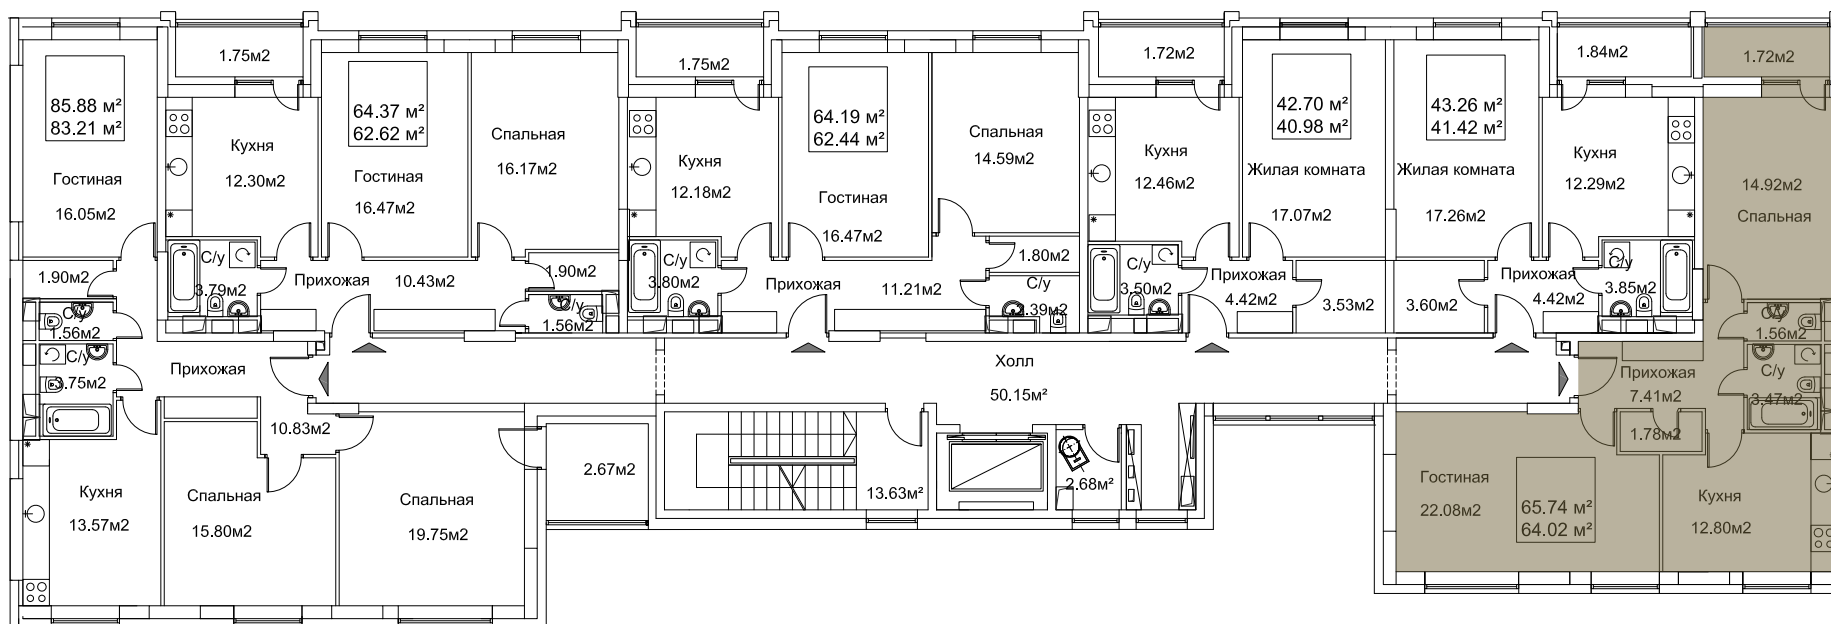 1.75м2
1.75м2
1.72м2
1.84м2
1.72м2
85.88 м²
83.21 м²
Гостиная
16.05м2
Кухня
12.30м2
64.37 м²
62.62 м²
Гостиная
16.47м2
Спальная
16.17м2
Кухня
12.18м2
64.19 м²
62.44 м²
Гостиная
16.47м2
Спальная
14.59м2
Кухня
12.46м2
42.70 м²
40.98 м²
Жилая комната
17.07м2
43.26 м²
41.42 м²
Жилая комната
17.26м2
Кухня
12.29м2
14.92м2
Спальная
1.90м2
С/у
3.79м2
Прихожая
10.43м2
1.90м2
С/у
1.56м2
С/у
3.80м2
Прихожая
11.21м2
1.80м2
С/у
.39м2
С/у
3.50м2
Прихожая
4.42м2
3.53м2
3.60м2
Прихожая
4.42м2
С/у
3.85м2
С/у
1.56м2
С/у
1.56м2
С/у
.75м2
Прихожая
10.83м2
Холл
50.15м²
Прихожая
7.41м2
С/у
3.47м2
1.78м2
Кухня
13.57м2
Спальная
15.80м2
Спальная
19.75м2
2.67м2
13.63м²
2.68м²
Гостиная
22.08м2
65.74 м²
64.02 м²
Кухня
12.80м2